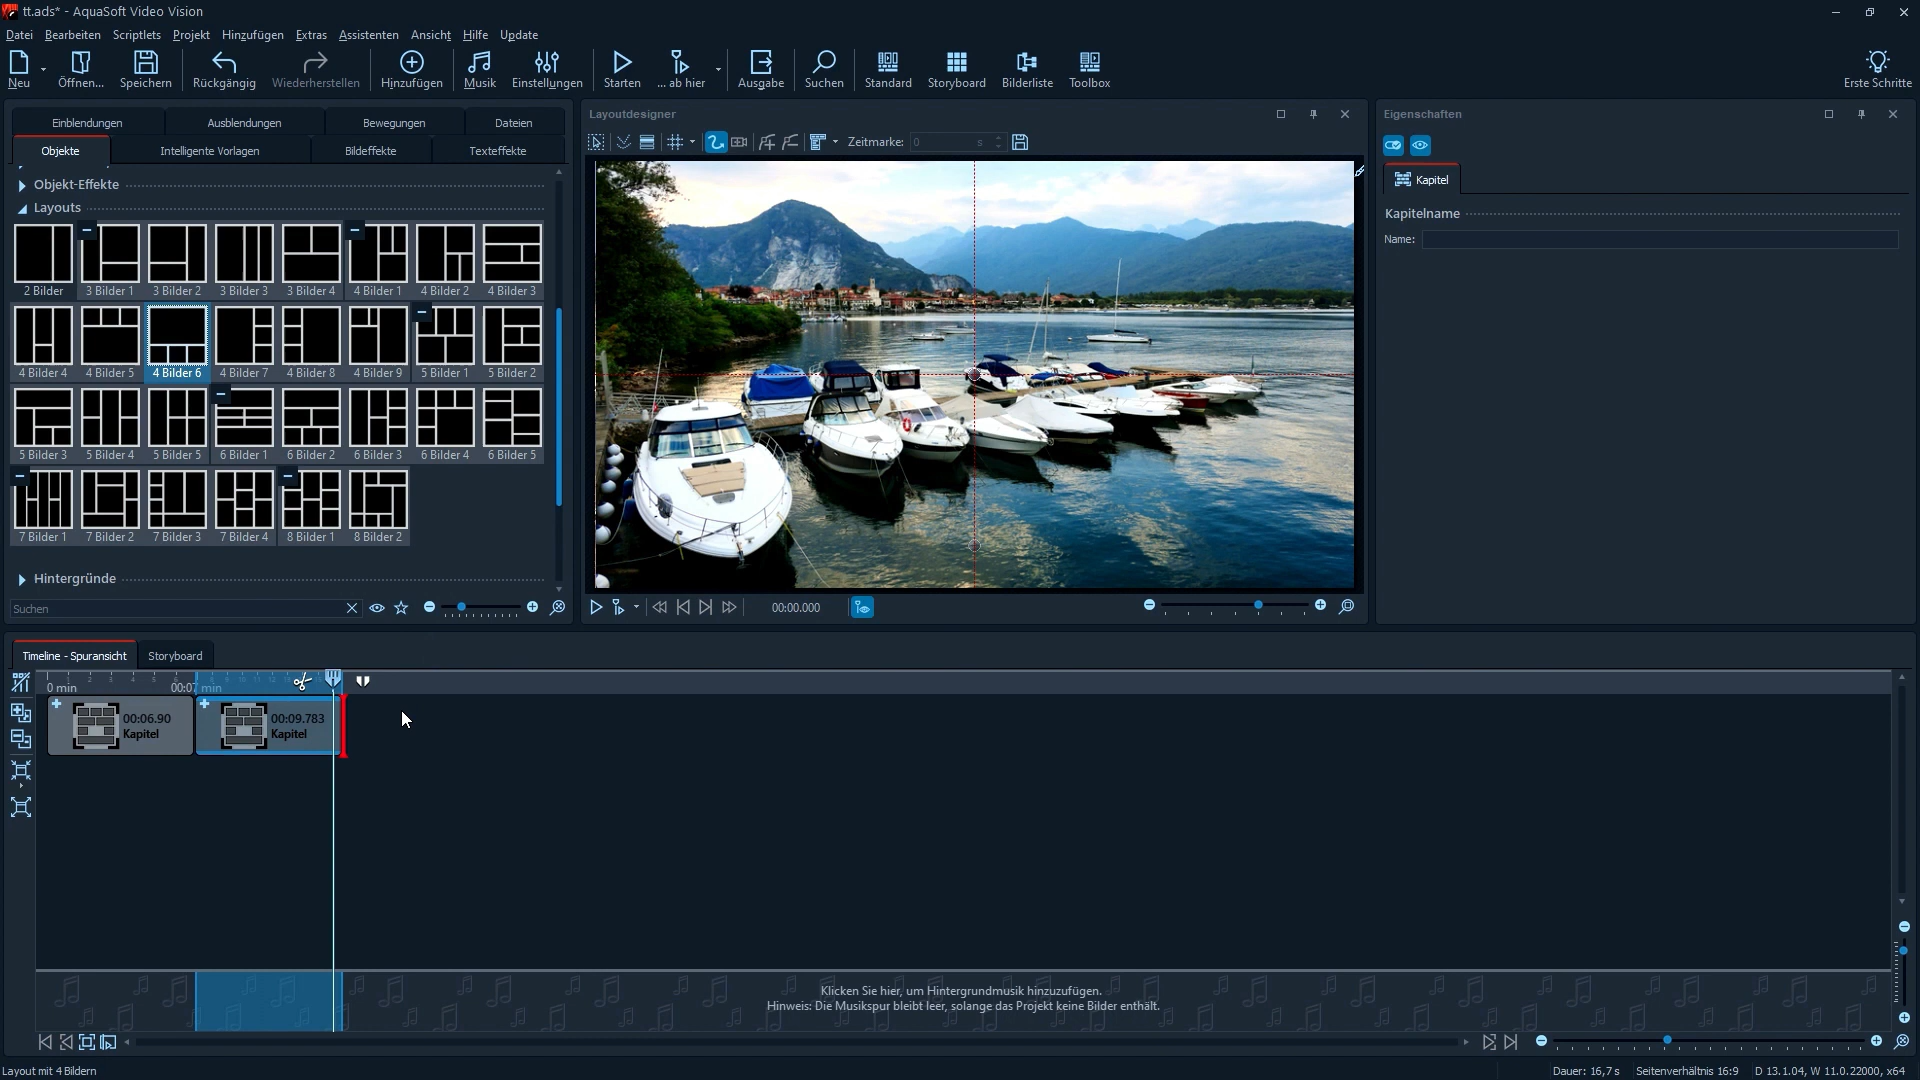 tt.ads* - AquaSoft Video Vision
Datei Bearbeiten Scriptlets Projekt Hinzufügen Extras Assistenten Ansicht Hilfe Update
Neu Öffnen... Speichern Rückgängig Wiederherstellen Hinzufügen Musik Einstellungen Starten ... ab hier Ausgabe Suchen Standard Storyboard Bilderliste Toolbox Erste Schritte
Einblendungen Ausblendungen Bewegungen Dateien
Objekte Intelligente Vorlagen Bildeffekte Texteffekte
Objekt-Effekte
Layouts
2 Bilder 3 Bilder 1 3 Bilder 2 3 Bilder 3 3 Bilder 4 4 Bilder 1 4 Bilder 2 4 Bilder 3
4 Bilder 4 4 Bilder 5 4 Bilder 6 4 Bilder 7 4 Bilder 8 4 Bilder 9 5 Bilder 1 5 Bilder 2
5 Bilder 3 5 Bilder 4 5 Bilder 5 6 Bilder 1 6 Bilder 2 6 Bilder 3 6 Bilder 4 6 Bilder 5
7 Bilder 1 7 Bilder 2 7 Bilder 3 7 Bilder 4 8 Bilder 1 8 Bilder 2
Hintergründe
Suchen
Layoutdesigner
Zeitmarke: 0 s
00:00.000
Eigenschaften
Kapitel
Kapitelname
Name:
Timeline - Spuransicht Storyboard
0 min 00:07 min
00:06.90
Kapitel
00:09.783
Kapitel
Klicken Sie hier, um Hintergrundmusik hinzuzufügen.
Hinweis: Die Musikspur bleibt leer, solange das Projekt keine Bilder enthält.
Layout mit 4 Bildern
Dauer: 16,7 s Seitenverhältnis 16:9 D 13.1.04, W 11.0.22000, x64